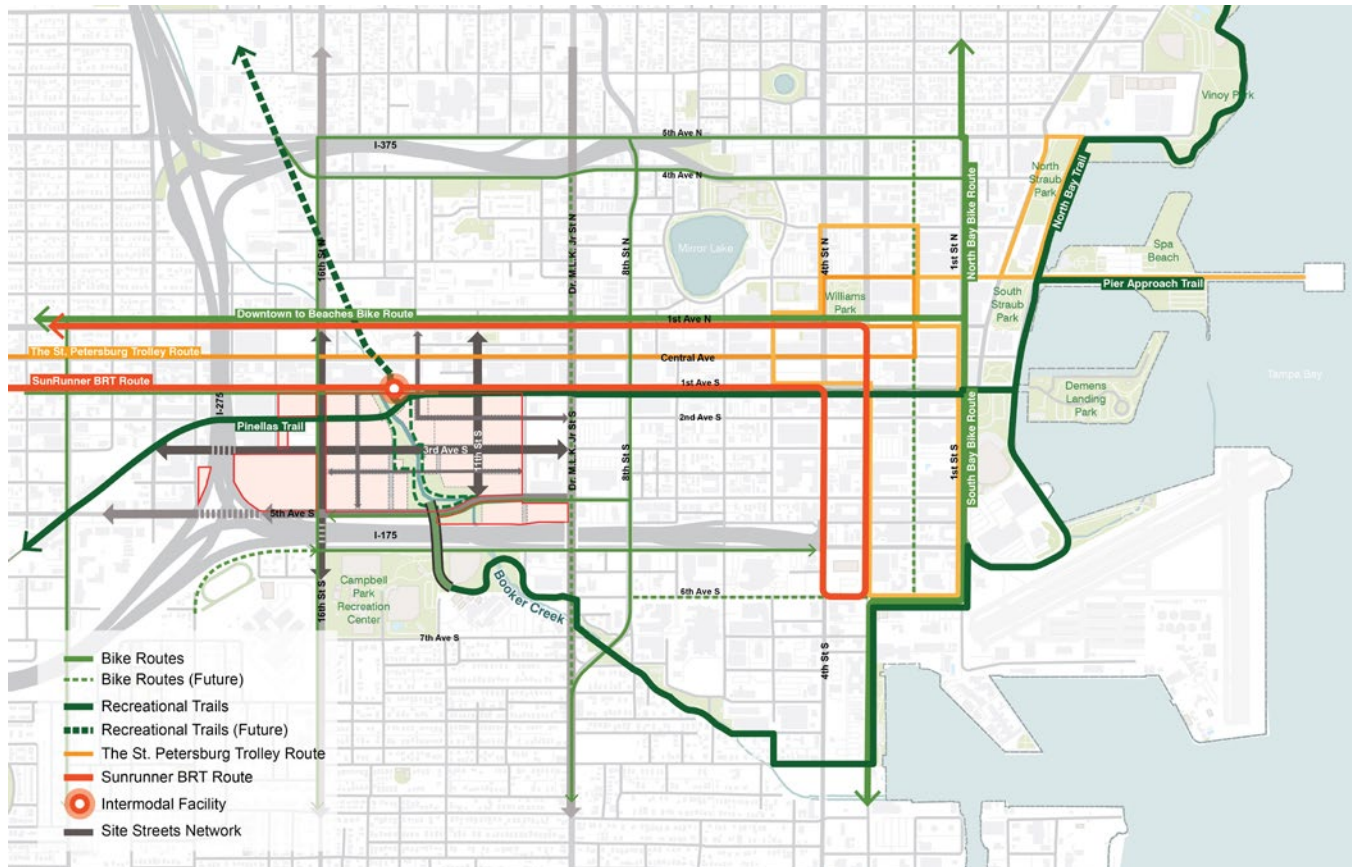 Vinoy Park
5th Ave N
I-375
4th Ave N
North
Straub
Park
North Bay Trail
16th St N
Dr. M.L.K. Jr St N
8th St N
Mirror Lake
4th St N
1st St N
North Bay Bike Route
Spa
Beach
Pier Approach Trail
Williams
Park
South
Straub
Park
Downtown to Beaches Bike Route
1st Ave N
The St. Petersburg Trolley Route
Central Ave
SunRunner BRT Route
1st Ave S
Tampa Bay
Demens
Landing
Park
I-275
Pinellas Trail
2nd Ave S
3rd Ave S
11th St S
Dr. M.L.K. Jr St S
8th St S
1st St S
South Bay Bike Route
5th Ave S
I-175
Campbell
Park
Recreation
Center
16th St S
Booker Creek
6th Ave S
7th Ave S
4th St S
Bike Routes
Bike Routes (Future)
Recreational Trails
Recreational Trails (Future)
The St. Petersburg Trolley Route
Sunrunner BRT Route
Intermodal Facility
Site Streets Network